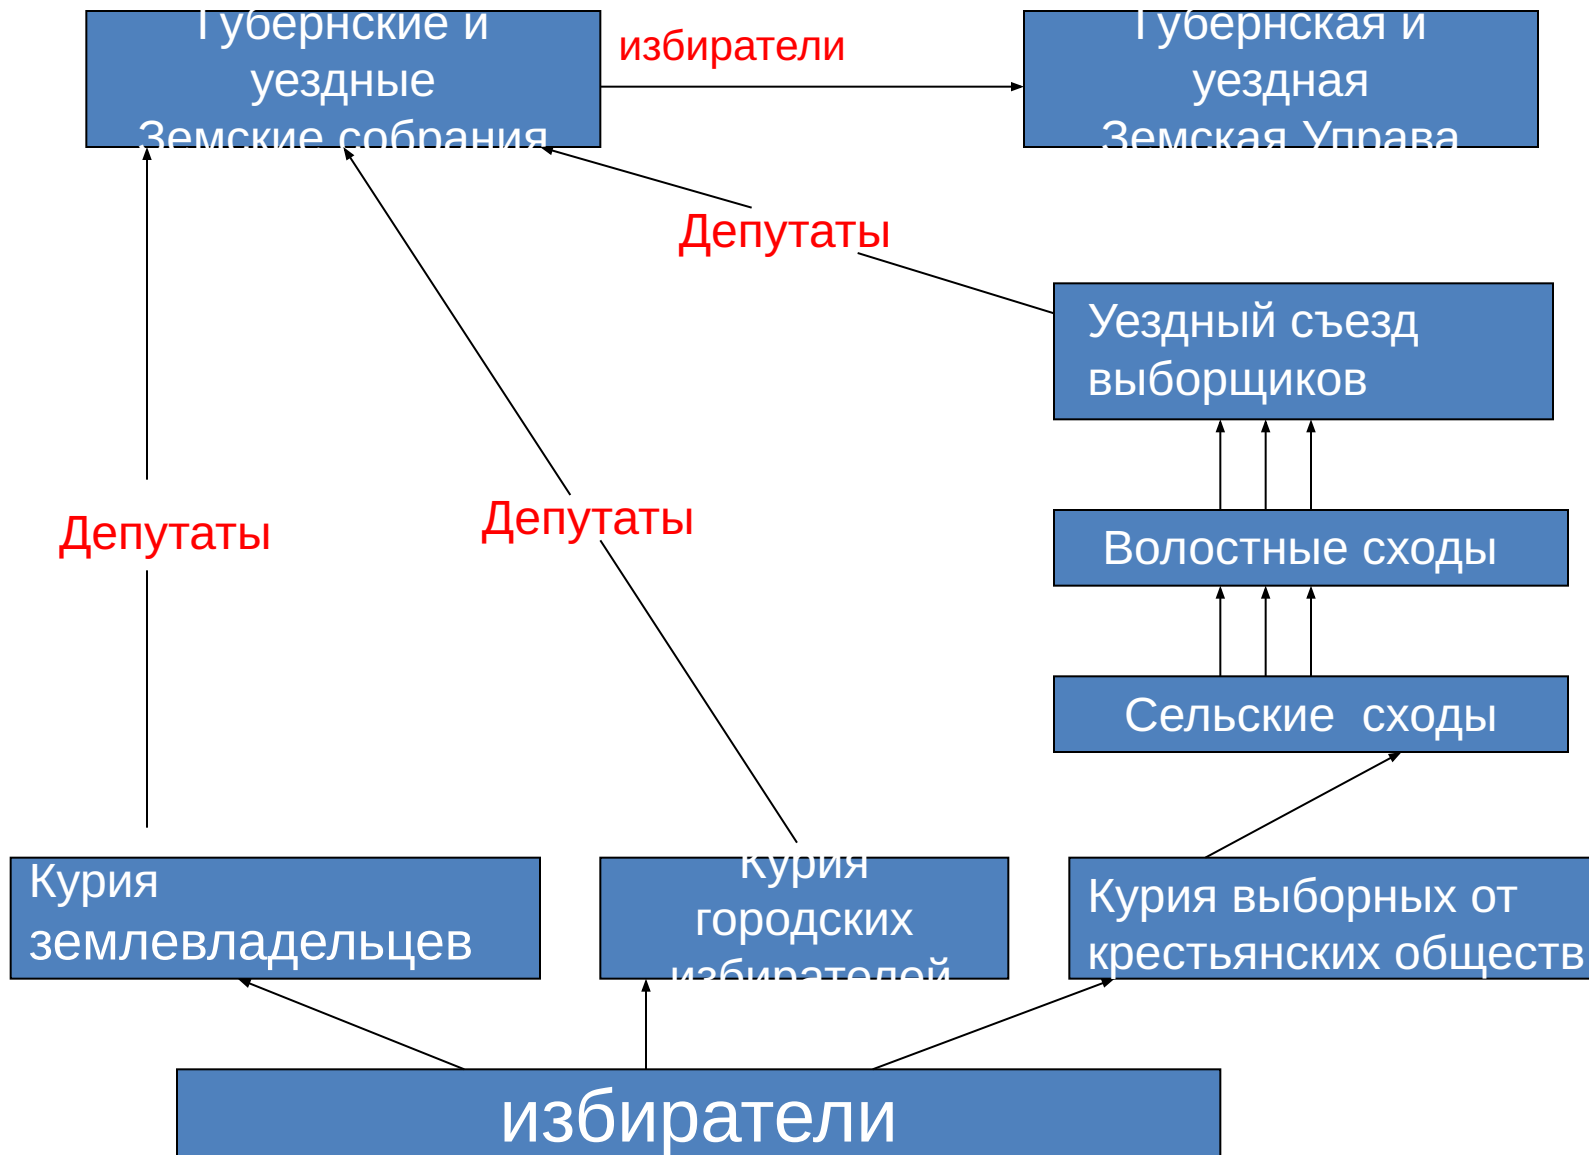 Губернские и
уездные
Земские собрания
избиратели
Губернская и
уездная
Земская Управа
Депутаты
Уездный съезд
выборщиков
Депутаты
Депутаты
Волостные сходы
Сельские сходы
Курия
землевладельцев
Курия
городских
избирателей
Курия выборных от
крестьянских обществ
избиратели